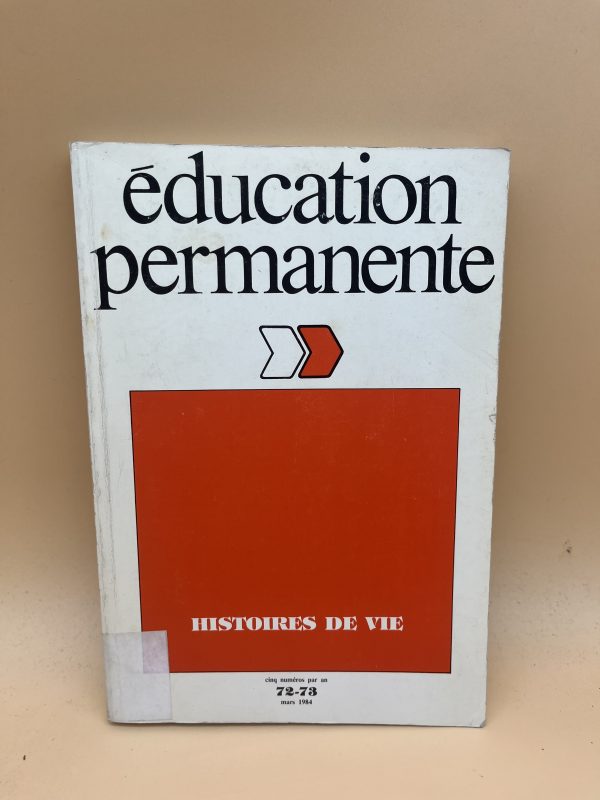 éducation
permanente
HISTOIRES DE VIE
cinq numéros par an
72-73
mars 1984